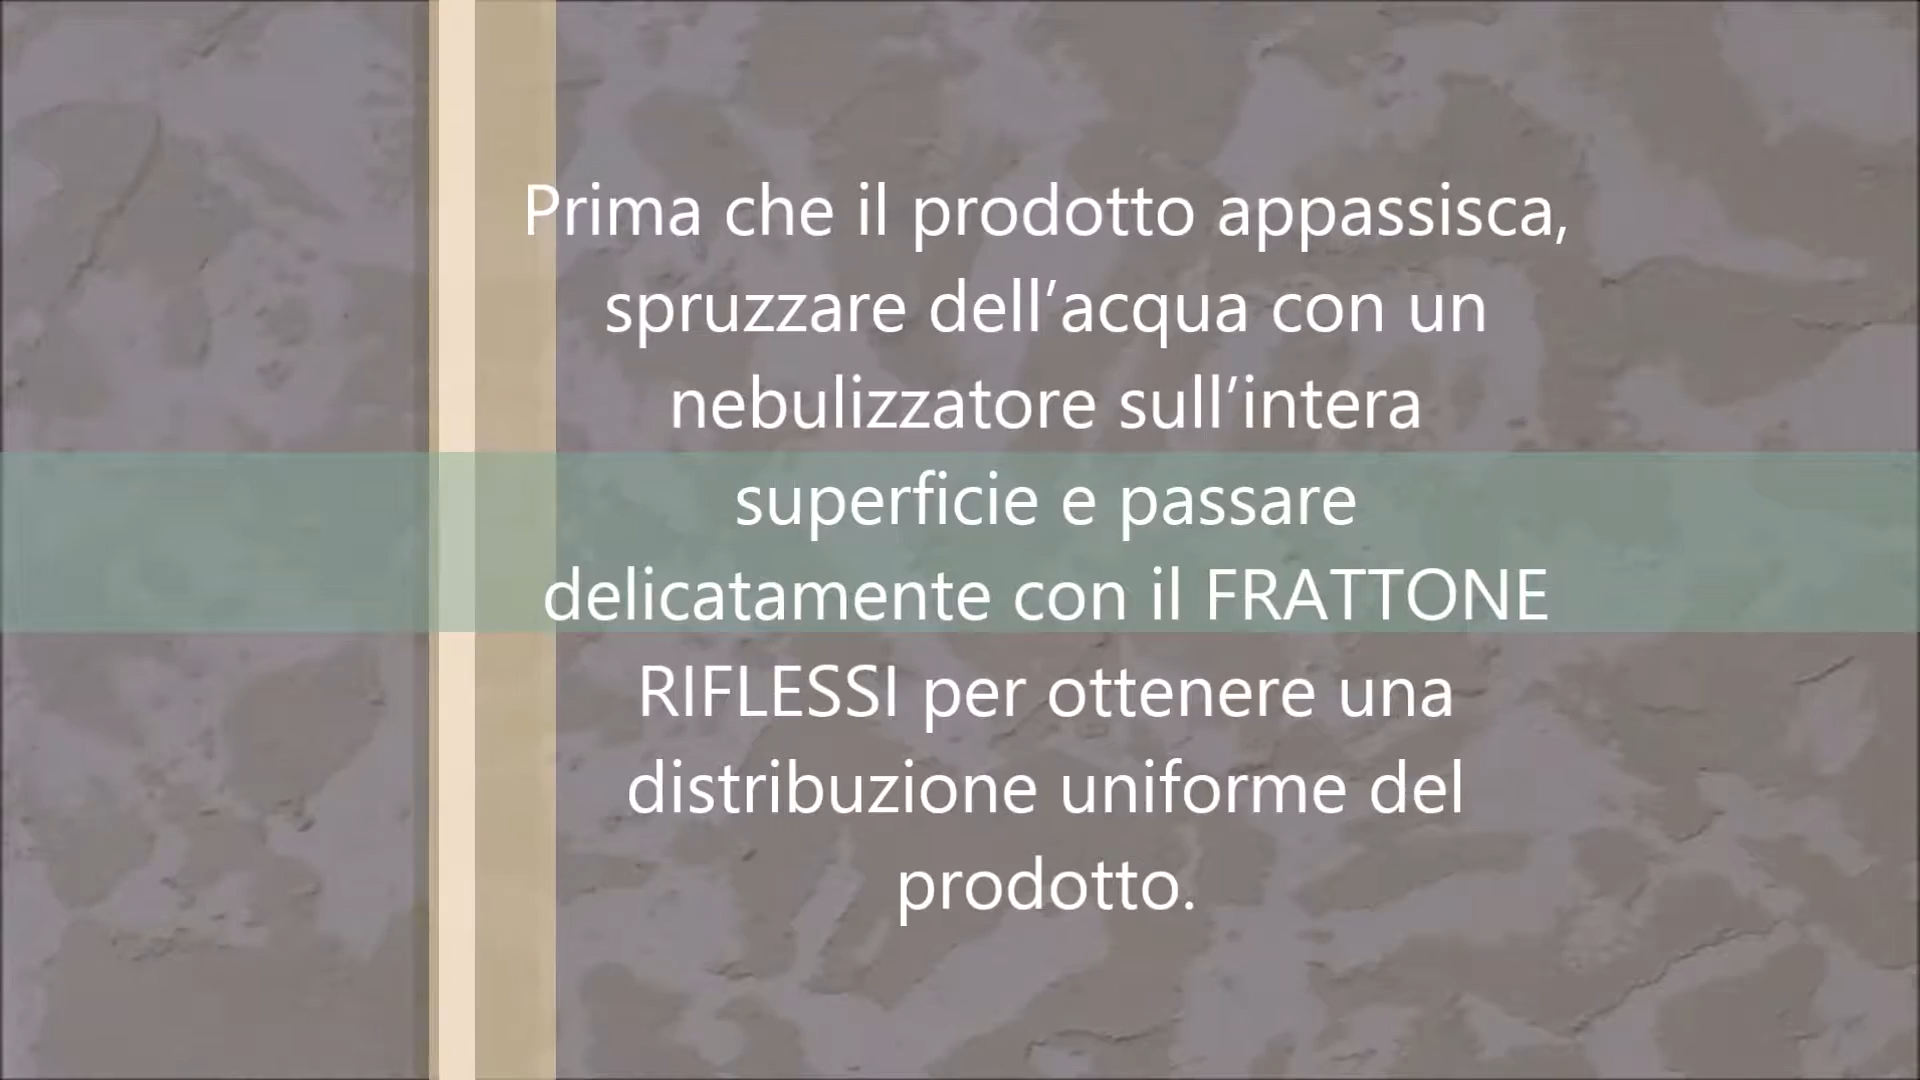 Prima che il prodotto appassisca,
spruzzare dell’acqua con un
nebulizzatore sull’intera
superficie e passare
delicatamente con il FRATTONE
RIFLESSI per ottenere una
distribuzione uniforme del
prodotto.